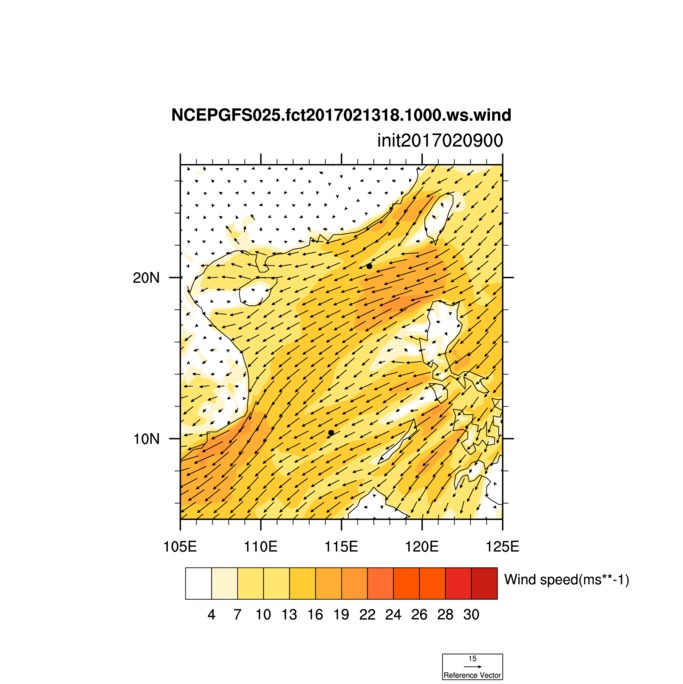 NCEPGFS025.fct2017021318.1000.ws.wind
init2017020900
20N
10N
105E 110E 115E 120E 125E
Wind speed(ms**-1)
4 7 10 13 16 19 22 24 26 28 30
15
Reference Vector